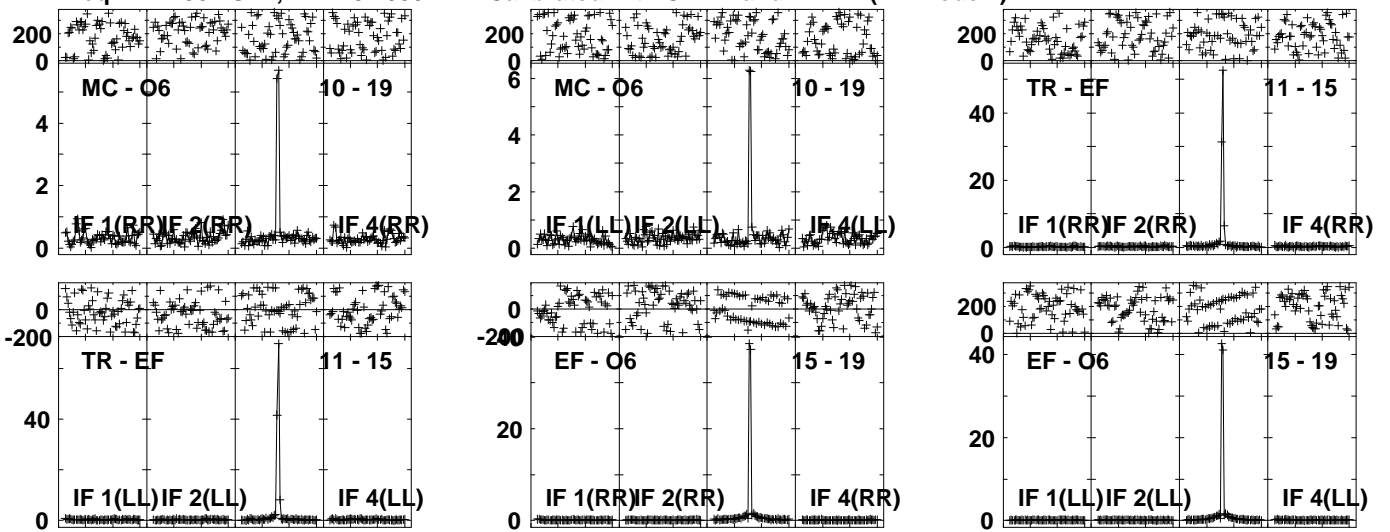 200
0
MC - O6 10 - 19
4
2
0
IF 1(RR) IF 2(RR) IF 4(RR)
200
0
6
MC - O6 10 - 19
4
2
0
IF 1(LL) IF 2(LL) IF 4(LL)
200
0
TR - EF 11 - 15
40
20
0
IF 1(RR) IF 2(RR) IF 4(RR)
0
-200
TR - EF 11 - 15
40
0
IF 1(LL) IF 2(LL) IF 4(LL)
0
-200
40
EF - O6 15 - 19
20
0
IF 1(RR) IF 2(RR) IF 4(RR)
200
0
40
EF - O6 15 - 19
20
0
IF 1(LL) IF 2(LL) IF 4(LL)